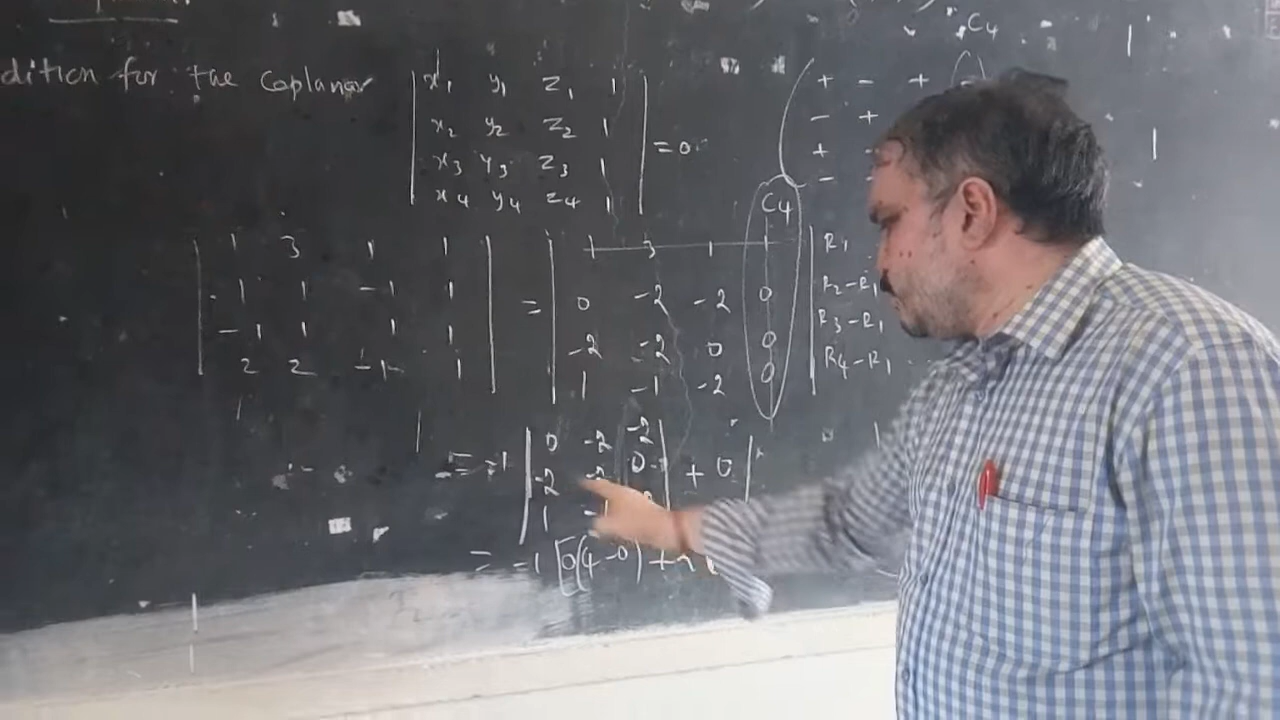 C4
dition for the Coplanar
| x1 y1 z1 1 |
| x2 y2 z2 1 |
| x3 y3 z3 1 | = 0
| x4 y4 z4 1 |
+ - +
- +
+ -
- -
C4
| 1 3 1 1 | | 1 3 1 1 | R1
| -1 1 -1 1 | = | 0 -2 -2 0 | R2-R1
| -1 1 1 1 | | -2 -2 0 0 | R3-R1
| 2 2 -1 1 | | 1 -1 -2 0 | R4-R1
| 0 -2 -2 |
= -1 | -2 -2 0 | + 0 |
| 1 -1
= -1 [0(4-0) +